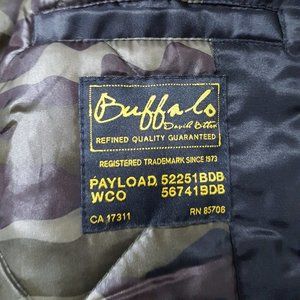 Buffalo
David Bitton
REFINED QUALITY GUARANTEED
REGISTERED TRADEMARK SINCE 1973
PAYLOAD 52251BDB
WCO 56741BDB
CA 17311 RN 85708